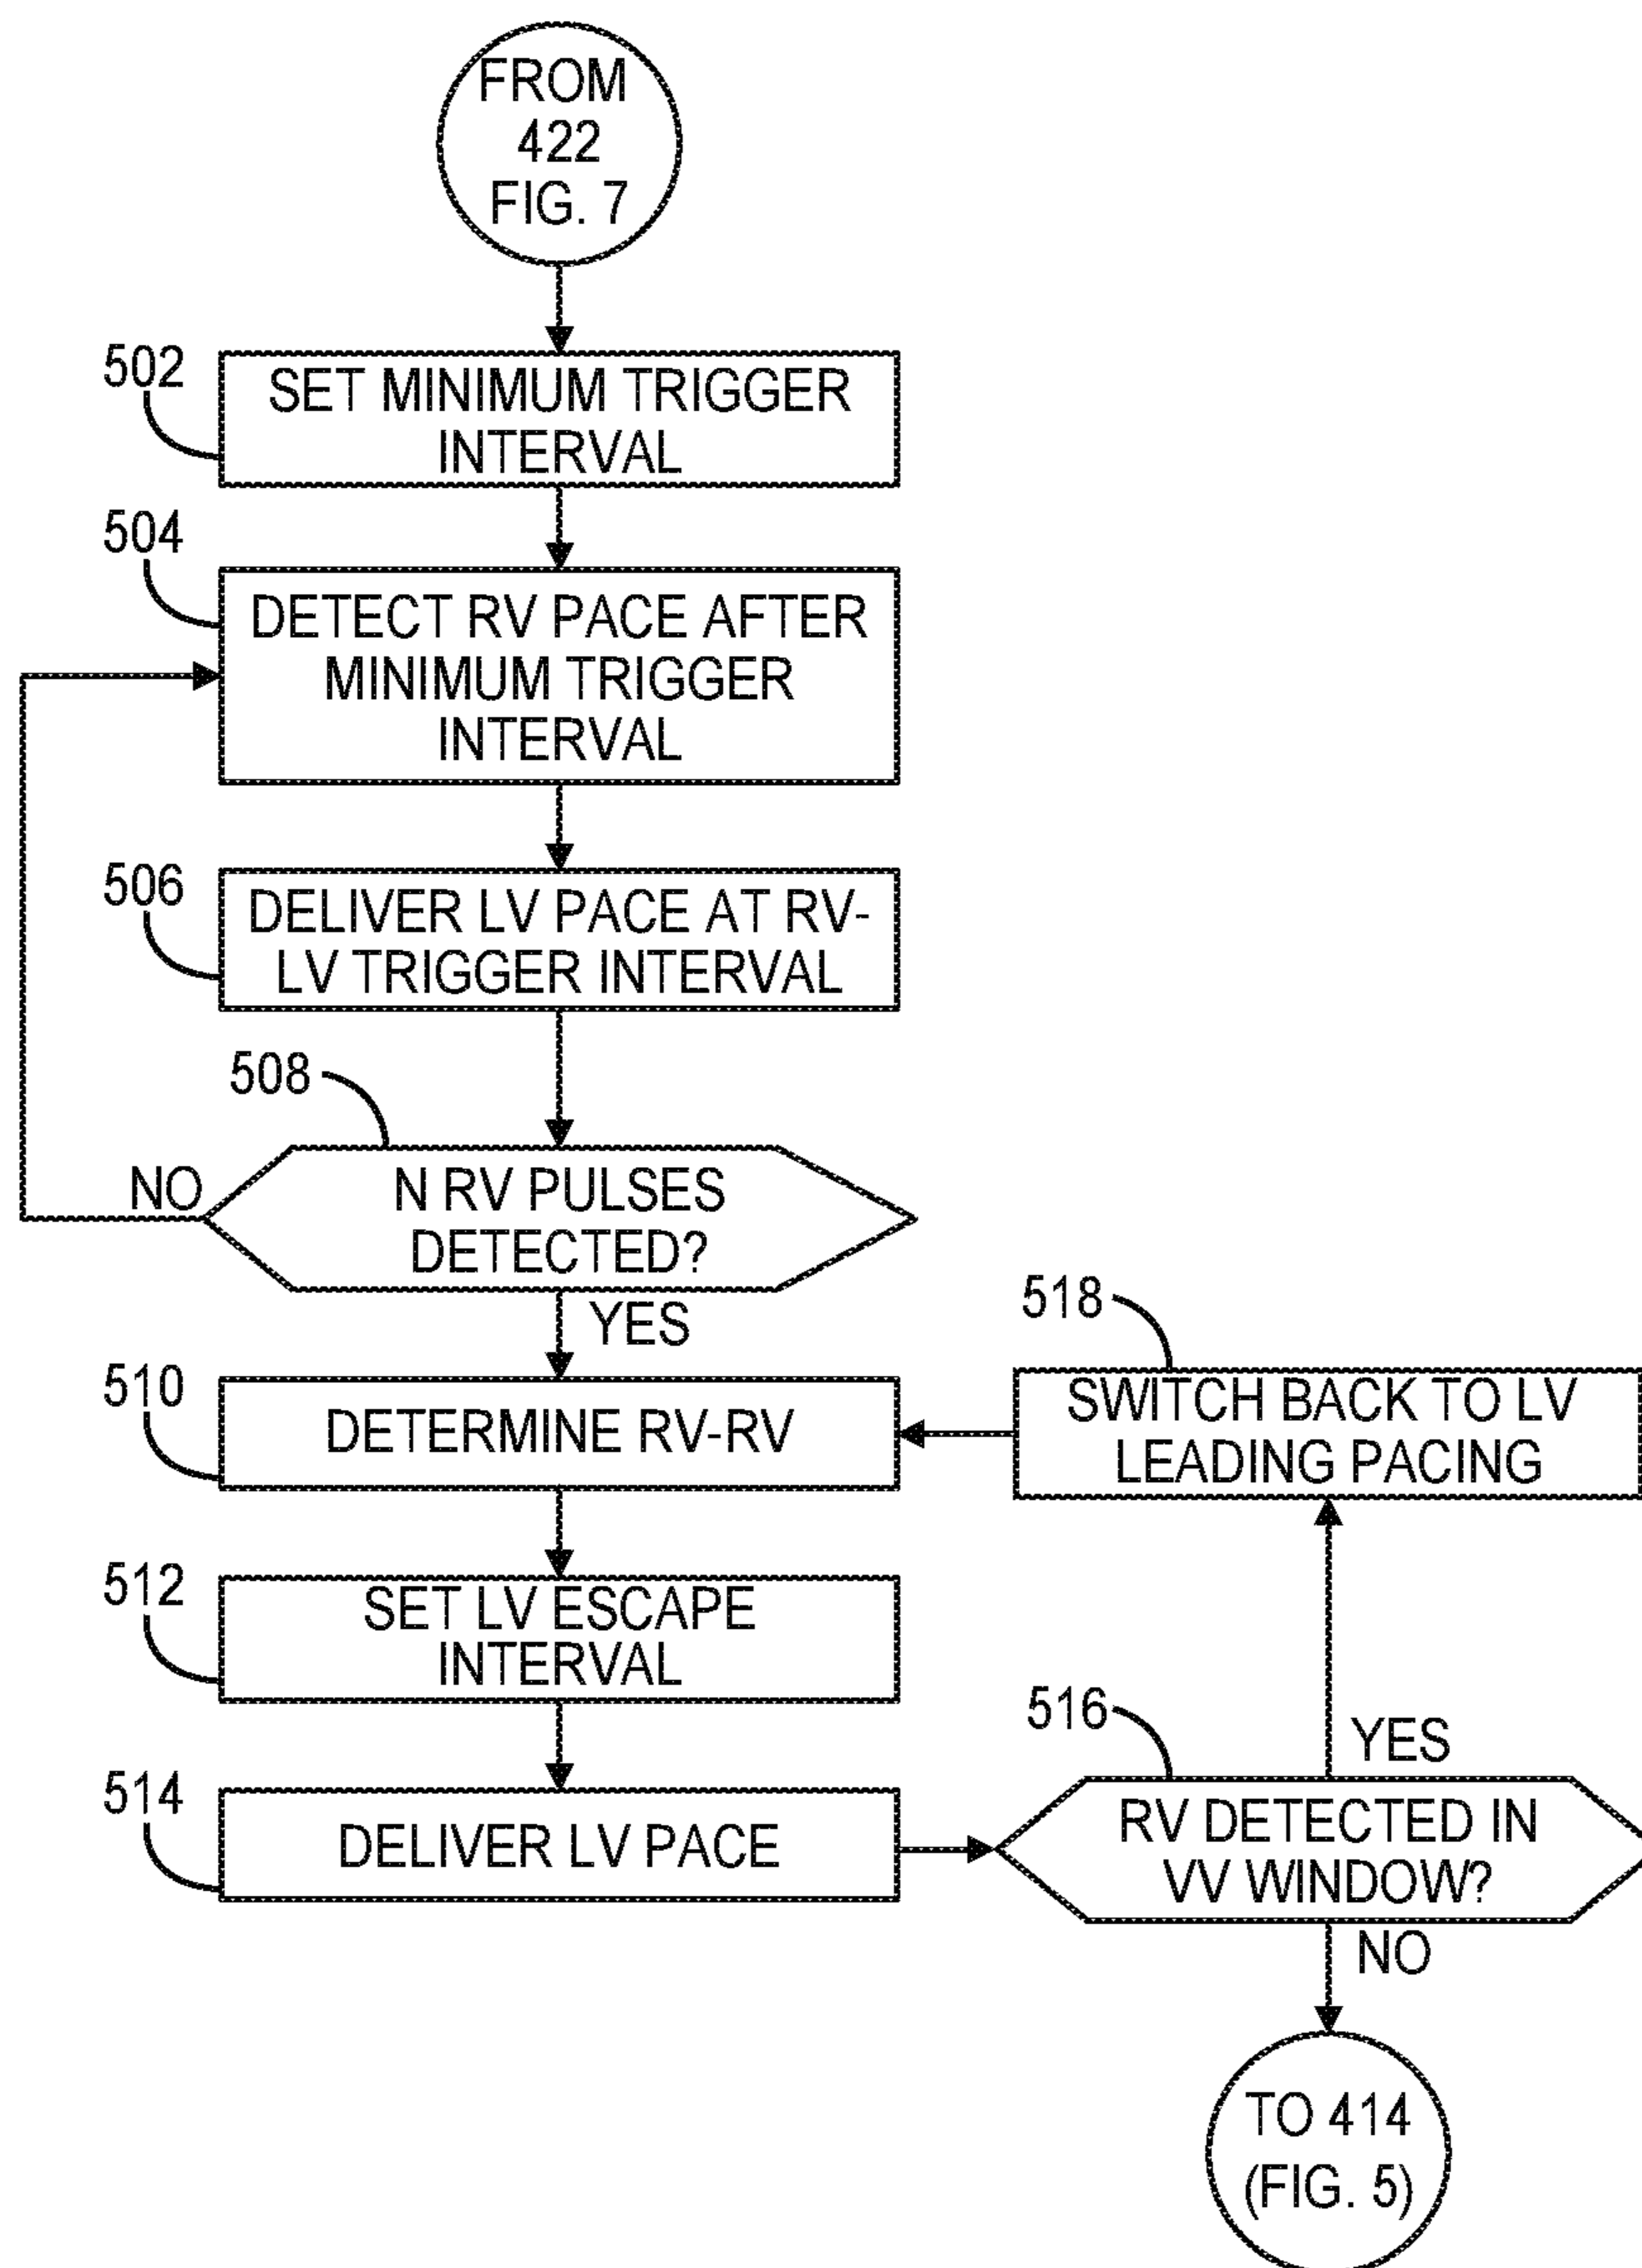 FROM
422
FIG. 7
502
SET MINIMUM TRIGGER
INTERVAL
504
DETECT RV PACE AFTER
MINIMUM TRIGGER
INTERVAL
506
DELIVER LV PACE AT RV-
LV TRIGGER INTERVAL
508
NO
N RV PULSES
DETECTED?
YES
510
DETERMINE RV-RV
518
SWITCH BACK TO LV
LEADING PACING
512
SET LV ESCAPE
INTERVAL
514
DELIVER LV PACE
516
YES
RV DETECTED IN
VV WINDOW?
NO
TO 414
(FIG. 5)